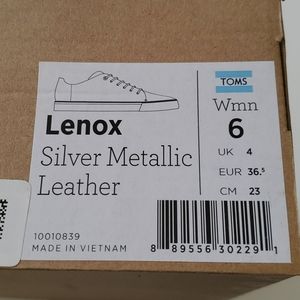 TOMS
Lenox
Silver Metallic
Leather
Wmn
6
UK 4
EUR 36.5
CM 23
10010839
MADE IN VIETNAM
8 89556 30229 1